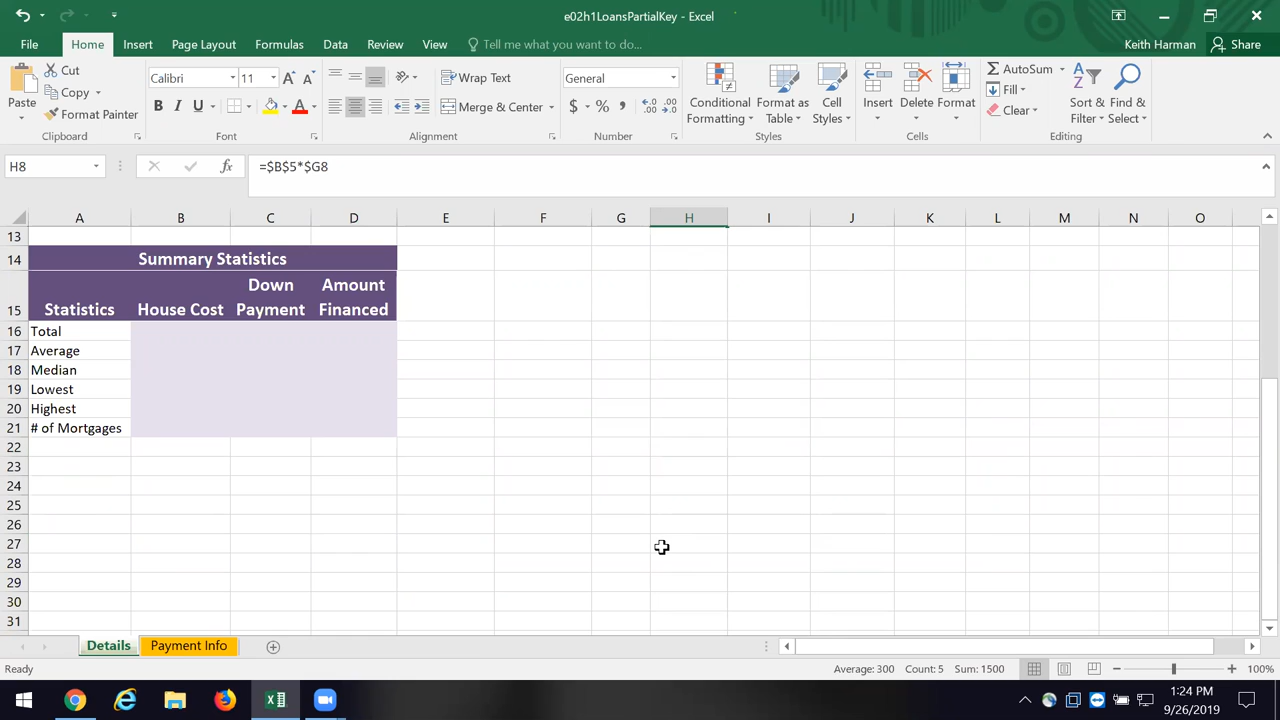 e02h1LoansPartialKey - Excel
File Home Insert Page Layout Formulas Data Review View Tell me what you want to do... Keith Harman Share
Paste Cut Copy Format Painter Clipboard
Calibri 11 B I U A Font
Wrap Text Merge & Center Alignment
General $ % , Number
Conditional Formatting Format as Table Cell Styles Styles
Insert Delete Format Cells
AutoSum Fill Clear Sort & Filter Find & Select Editing
H8 fx =$B$5*$G8
A B C D E F G H I J K L M N O
13
14 Summary Statistics
15 Statistics House Cost Down Payment Amount Financed
16 Total
17 Average
18 Median
19 Lowest
20 Highest
21 # of Mortgages
22
23
24
25
26
27
28
29
30
31
Details Payment Info
Ready Average: 300 Count: 5 Sum: 1500 100%
1:24 PM
9/26/2019